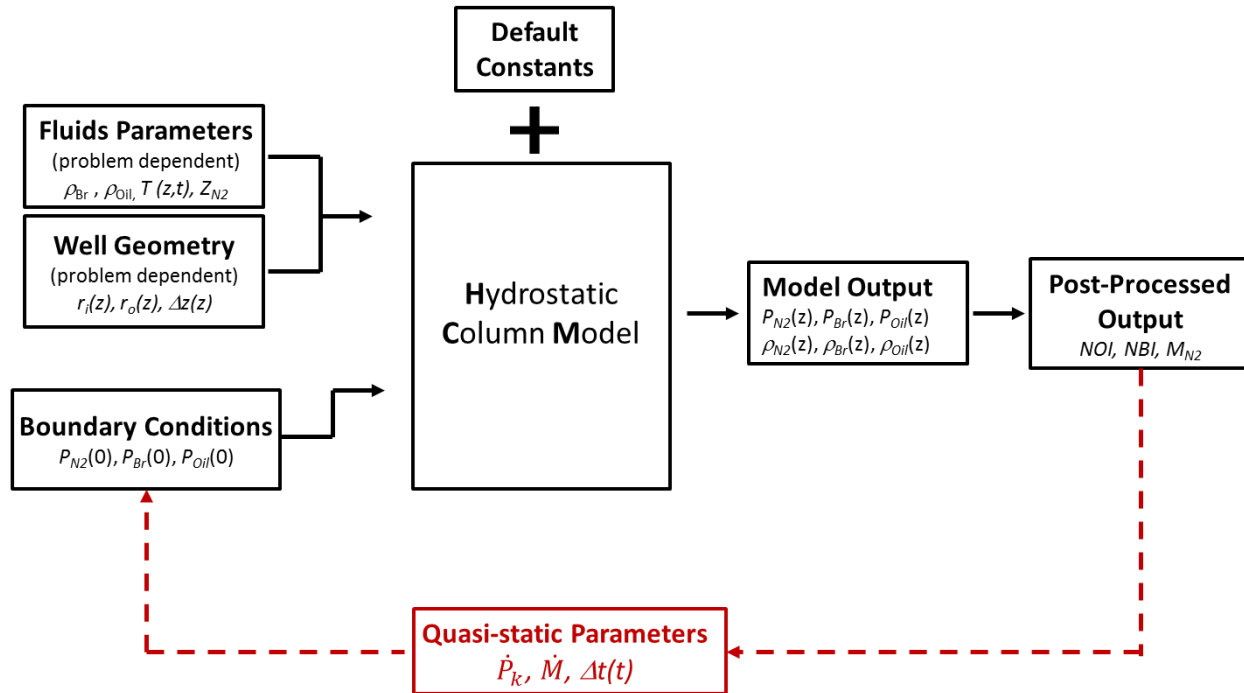 Default
Constants
+
Fluids Parameters
(problem dependent)
ρBr , ρOil, T (z,t), ZN2
Well Geometry
(problem dependent)
ri(z), ro(z), Δz(z)
Boundary Conditions
PN2(0), PBr(0), POil(0)
Hydrostatic
Column Model
Model Output
PN2(z), PBr(z), POil(z)
ρN2(z), ρBr(z), ρOil(z)
Post-Processed
Output
NOI, NBI, MN2
Quasi-static Parameters
Ṗk, Ṁ, Δt(t)